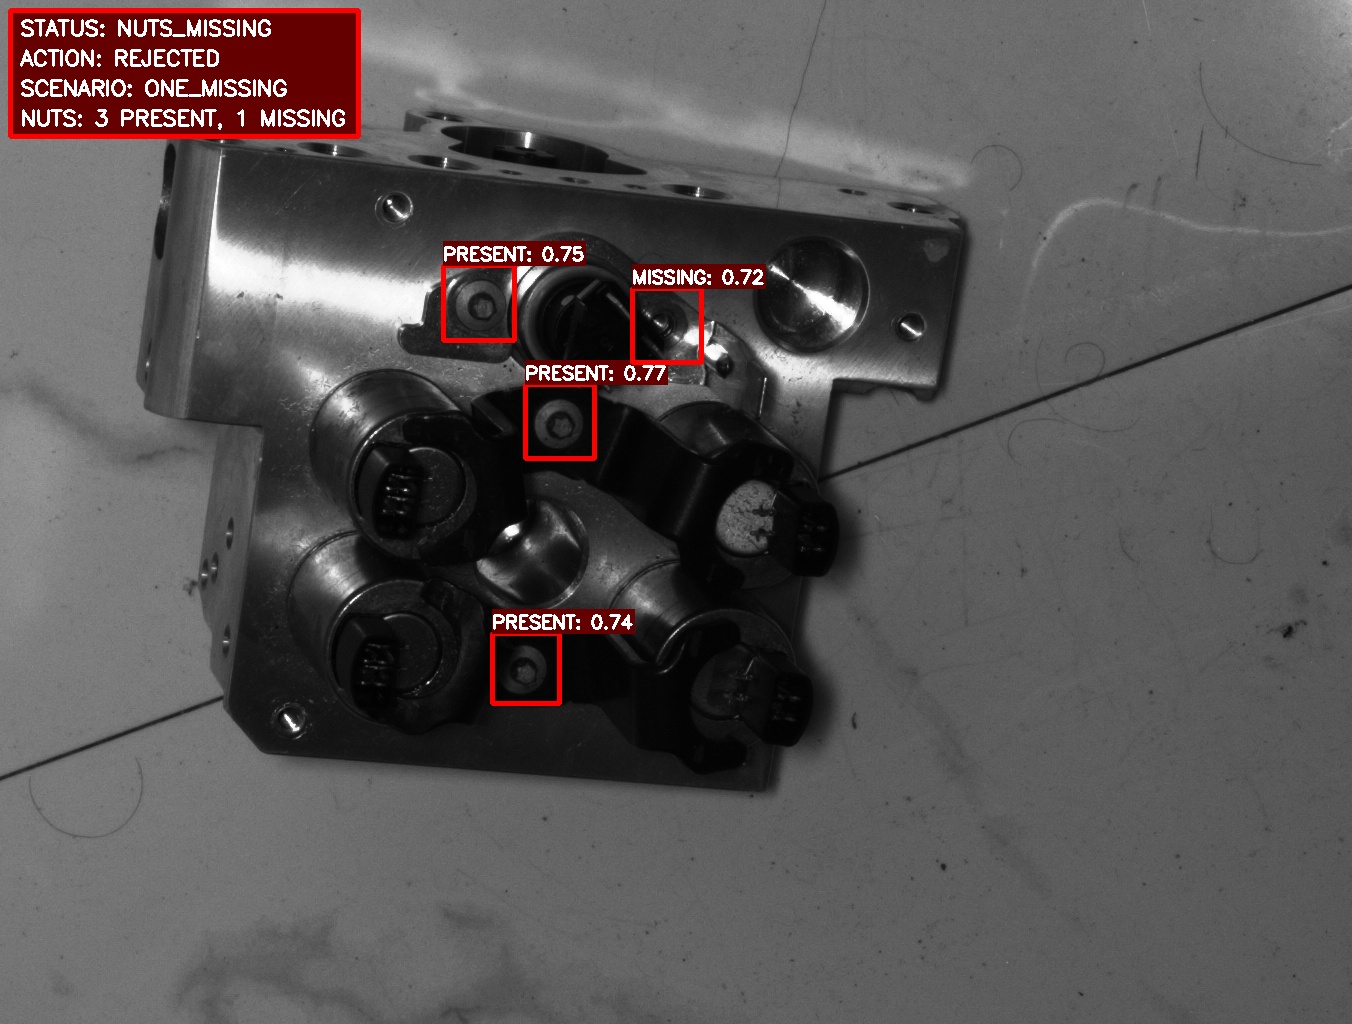 STATUS: NUTS_MISSING
ACTION: REJECTED
SCENARIO: ONE_MISSING
NUTS: 3 PRESENT, 1 MISSING
PRESENT: 0.75
MISSING: 0.72
PRESENT: 0.77
PRESENT: 0.74